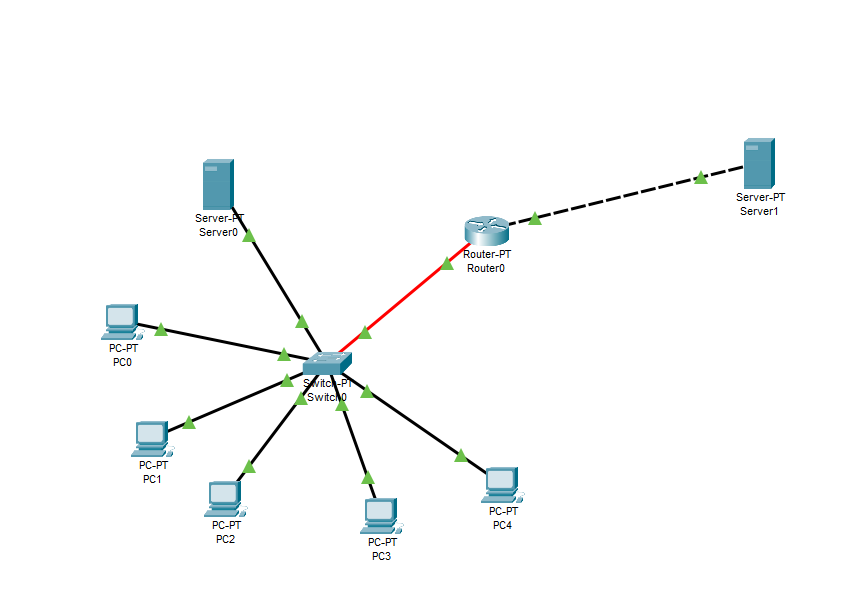 Server-PT
Server1
Server-PT
Server0
Router-PT
Router0
PC-PT
PC0
Switch-PT
Switch0
PC-PT
PC1
PC-PT
PC2
PC-PT
PC3
PC-PT
PC4